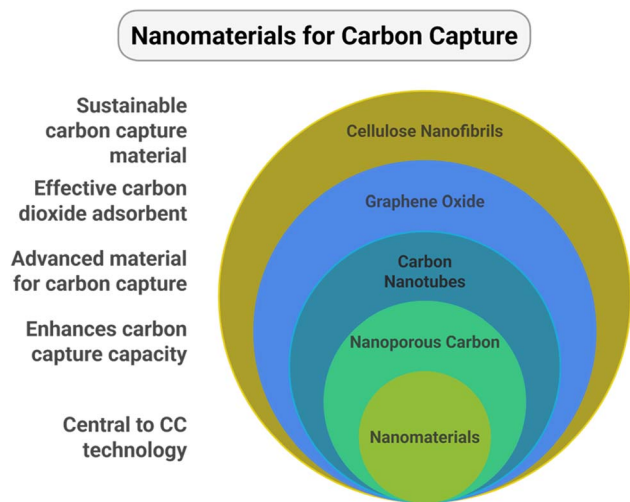 Nanomaterials for Carbon Capture
Sustainable
carbon capture
material
Cellulose Nanofibrils
Effective carbon
dioxide adsorbent
Graphene Oxide
Advanced material
for carbon capture
Carbon
Nanotubes
Enhances carbon
capture capacity
Nanoporous Carbon
Central to CC
technology
Nanomaterials